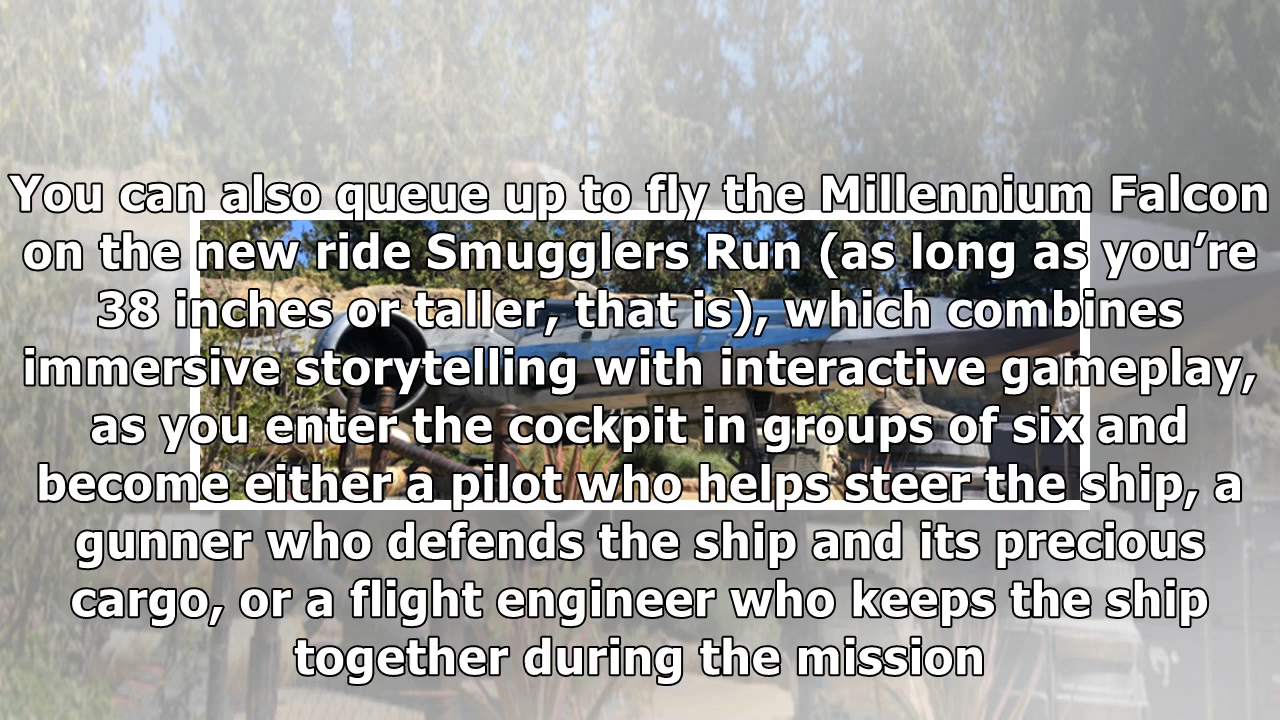 You can also queue up to fly the Millennium Falcon
on the new ride Smugglers Run (as long as you’re
38 inches or taller, that is), which combines
immersive storytelling with interactive gameplay,
as you enter the cockpit in groups of six and
become either a pilot who helps steer the ship, a
gunner who defends the ship and its precious
cargo, or a flight engineer who keeps the ship
together during the mission